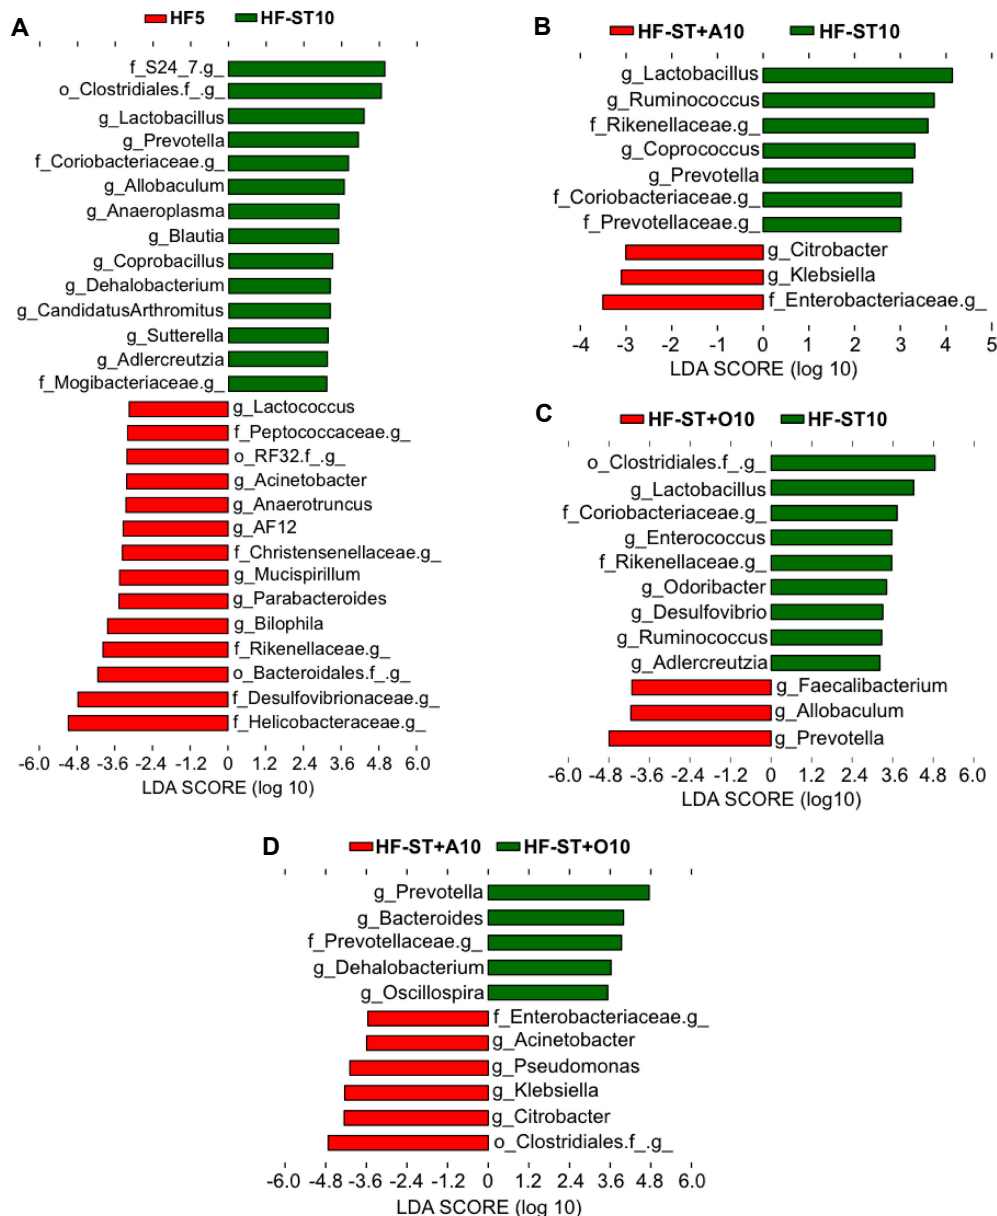 A
HF5 HF-ST10
f_S24_7.g_
o_Clostridiales.f_.g_
g_Lactobacillus
g_Prevotella
f_Coriobacteriaceae.g_
g_Allobaculum
g_Anaeroplasma
g_Blautia
g_Coprobacillus
g_Dehalobacterium
g_CandidatusArthromitus
g_Sutterella
g_Adlercreutzia
f_Mogibacteriaceae.g_
g_Lactococcus
f_Peptococcaceae.g_
o_RF32.f_.g_
g_Acinetobacter
g_Anaerotruncus
g_AF12
f_Christensenellaceae.g_
g_Mucispirillum
g_Parabacteroides
g_Bilophila
f_Rikenellaceae.g_
o_Bacteroidales.f_.g_
f_Desulfovibrionaceae.g_
f_Helicobacteraceae.g_
-6.0 -4.8 -3.6 -2.4 -1.2 0 1.2 2.4 3.6 4.8 6.0
LDA SCORE (log 10)
B
HF-ST+A10 HF-ST10
g_Lactobacillus
g_Ruminococcus
f_Rikenellaceae.g_
g_Coprococcus
g_Prevotella
f_Coriobacteriaceae.g_
f_Prevotellaceae.g_
g_Citrobacter
g_Klebsiella
f_Enterobacteriaceae.g_
-4 -3 -2 -1 0 1 2 3 4 5
LDA SCORE (log 10)
C
HF-ST+O10 HF-ST10
o_Clostridiales.f_.g_
g_Lactobacillus
f_Coriobacteriaceae.g_
g_Enterococcus
f_Rikenellaceae.g_
g_Odoribacter
g_Desulfovibrio
g_Ruminococcus
g_Adlercreutzia
g_Faecalibacterium
g_Allobaculum
g_Prevotella
-6.0 -4.8 -3.6 -2.4 -1.2 0 1.2 2.4 3.6 4.8 6.0
LDA SCORE (log10)
D
HF-ST+A10 HF-ST+O10
g_Prevotella
g_Bacteroides
f_Prevotellaceae.g_
g_Dehalobacterium
g_Oscillospira
f_Enterobacteriaceae.g_
g_Acinetobacter
g_Pseudomonas
g_Klebsiella
g_Citrobacter
o_Clostridiales.f_.g_
-6.0 -4.8 -3.6 -2.4 -1.2 0 1.2 2.4 3.6 4.8 6.0
LDA SCORE (log 10)